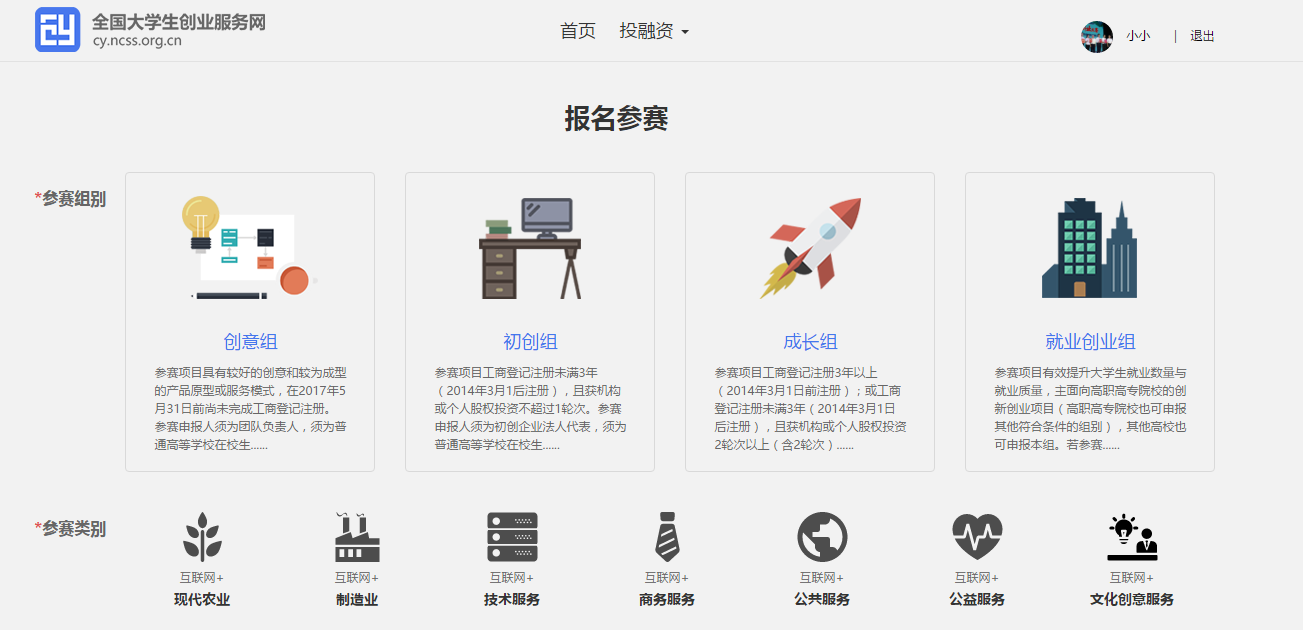 全国大学生创业服务网
cy.ncss.org.cn
首页 投融资
小小 | 退出
报名参赛
*参赛组别
创意组
参赛项目具有较好的创意和较为成型
的产品原型或服务模式，在2017年5
月31日前尚未完成工商登记注册。
参赛申报人须为团队负责人，须为普
通高等学校在校生......
初创组
参赛项目工商登记注册未满3年
（2014年3月1后注册），且获机构
或个人股权投资不超过1轮次。参赛
申报人须为初创企业法人代表，须为
普通高等学校在校生......
成长组
参赛项目工商登记注册3年以上
（2014年3月1日前注册）；或工商
登记注册未满3年（2014年3月1日
后注册），且获机构或个人股权投资
2轮次以上（含2轮次）......
就业创业组
参赛项目有效提升大学生就业数量与
就业质量，主面向高职高专院校的创
新创业项目（高职高专院校也可申报
其他符合条件的组别），其他高校也
可申报本组。若参赛......
*参赛类别
互联网+
现代农业
互联网+
制造业
互联网+
技术服务
互联网+
商务服务
互联网+
公共服务
互联网+
公益服务
互联网+
文化创意服务